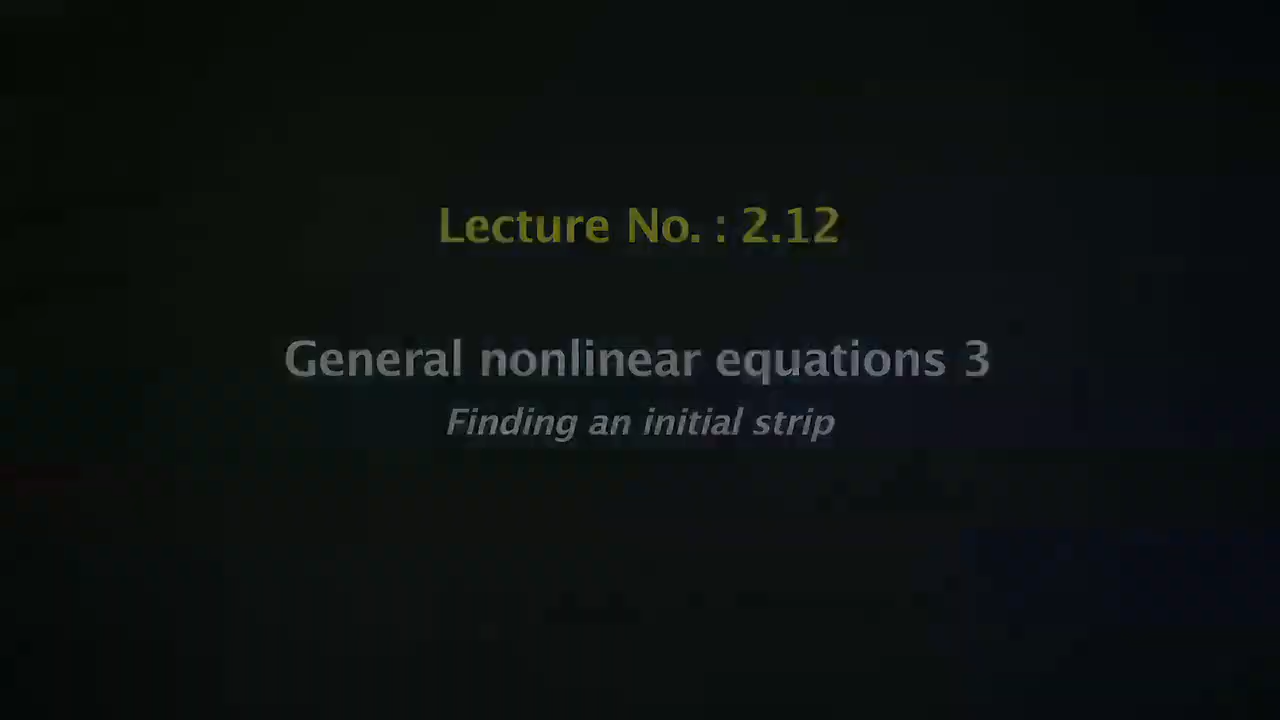 Lecture No. : 2.12
General nonlinear equations 3
Finding an initial strip